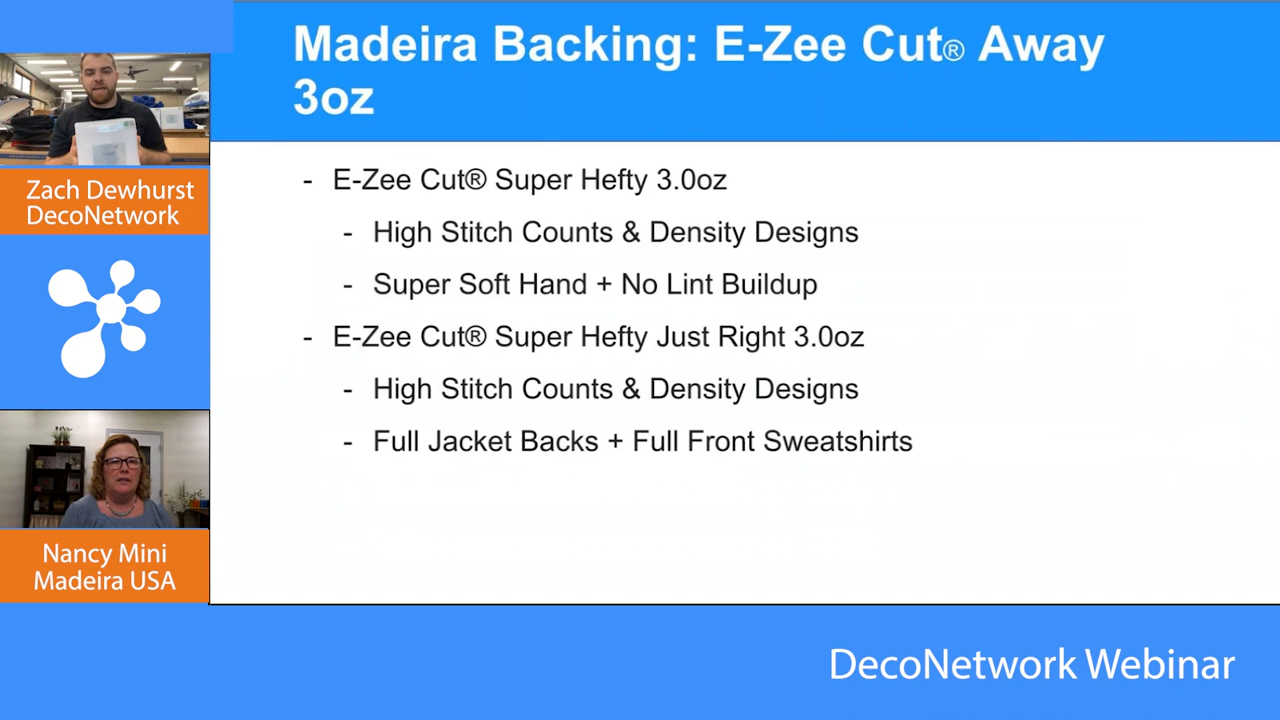 Madeira Backing: E-Zee Cut® Away
3oz
Zach Dewhurst
DecoNetwork
- E-Zee Cut® Super Hefty 3.0oz
- High Stitch Counts & Density Designs
- Super Soft Hand + No Lint Buildup
- E-Zee Cut® Super Hefty Just Right 3.0oz
- High Stitch Counts & Density Designs
- Full Jacket Backs + Full Front Sweatshirts
Nancy Mini
Madeira USA
DecoNetwork Webinar